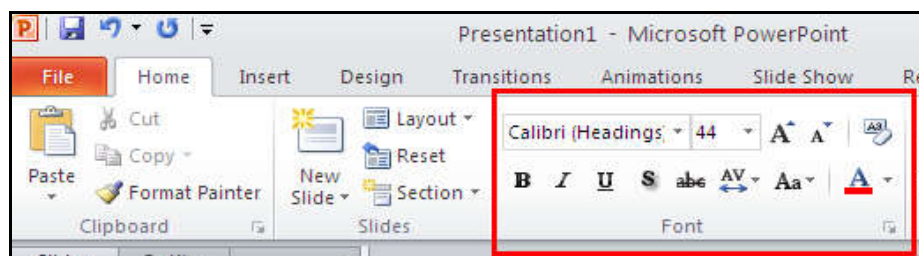 Presentation1 - Microsoft PowerPoint
File Home Insert Design Transitions Animations Slide Show
Paste
Cut
Copy
Format Painter
Clipboard
New Slide
Layout
Reset
Section
Slides
Calibri (Headings 44 A A Aa
B I U S abc AV Aa A
Font